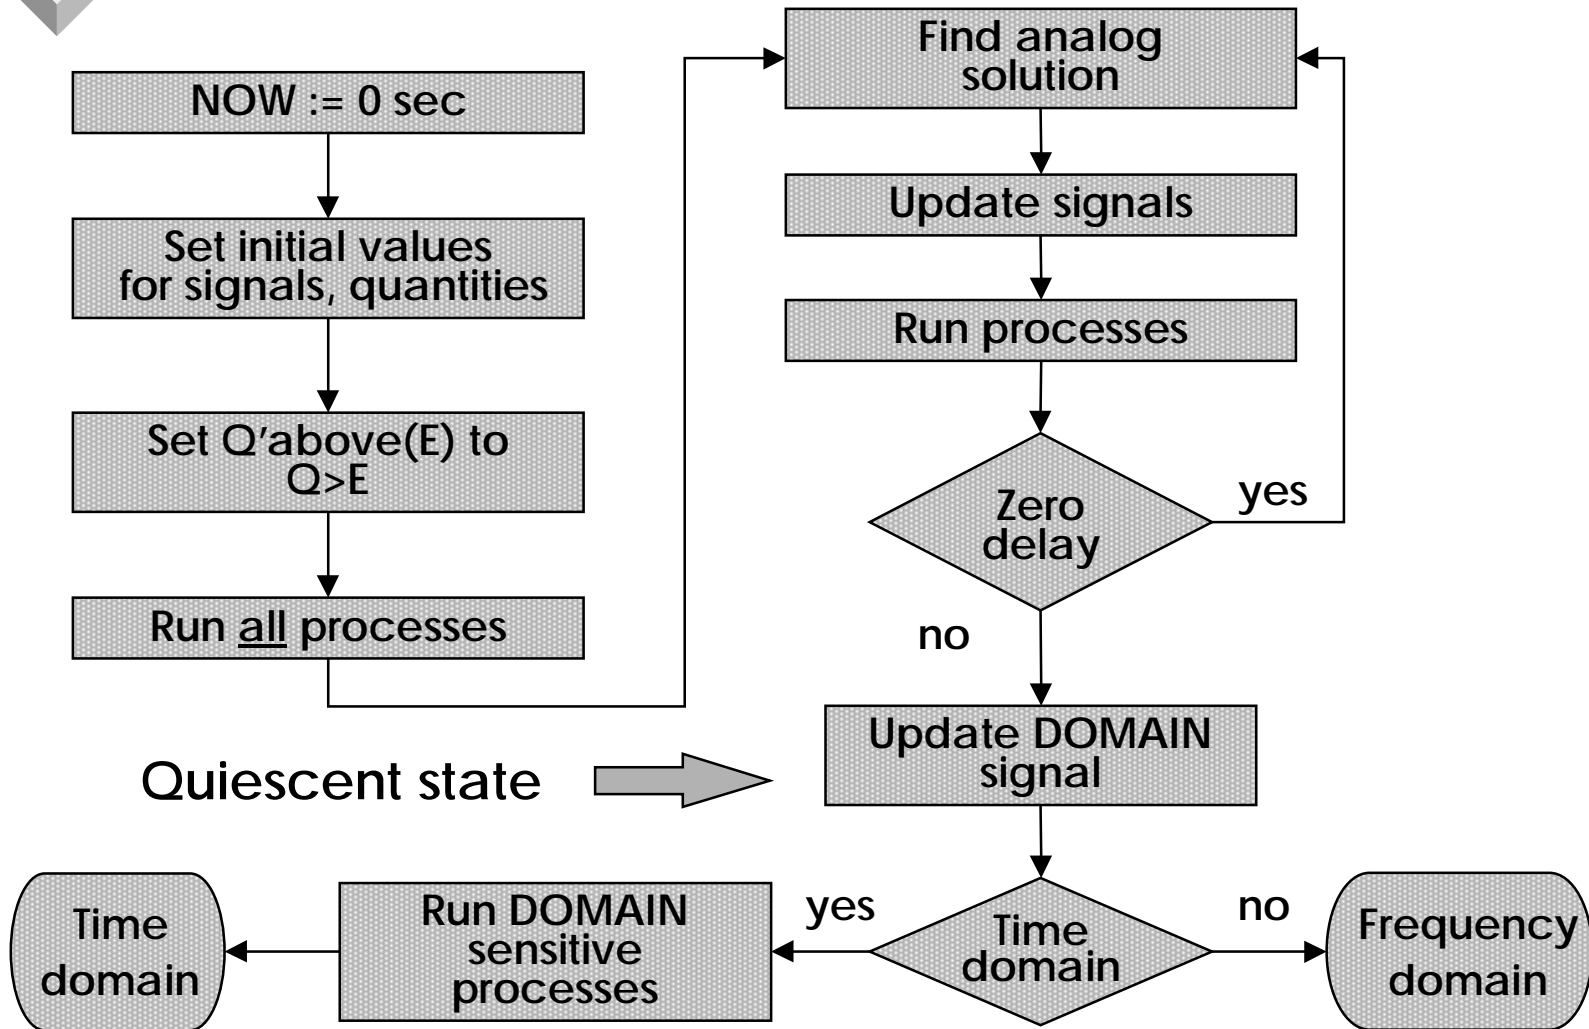 NOW := 0 sec
Set initial values
for signals, quantities
Set Q’above(E) to
Q>E
Run all processes
Find analog
solution
Update signals
Run processes
Zero
delay
yes
no
Update DOMAIN
signal
Quiescent state
Time
domain
yes
no
Run DOMAIN
sensitive
processes
Time
domain
Frequency
domain